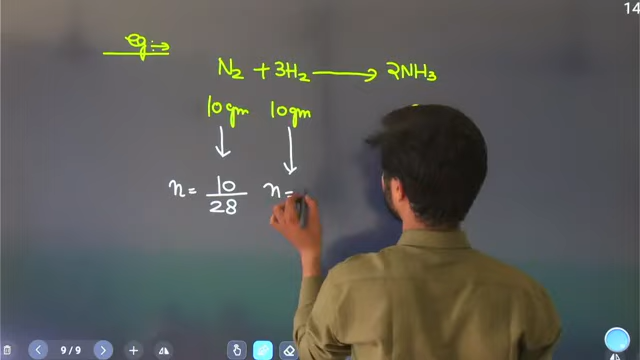 14
eg:→
N₂ + 3H₂ ⟶ 2NH₃
10gm 10gm
n = 10/28 n =
9/9